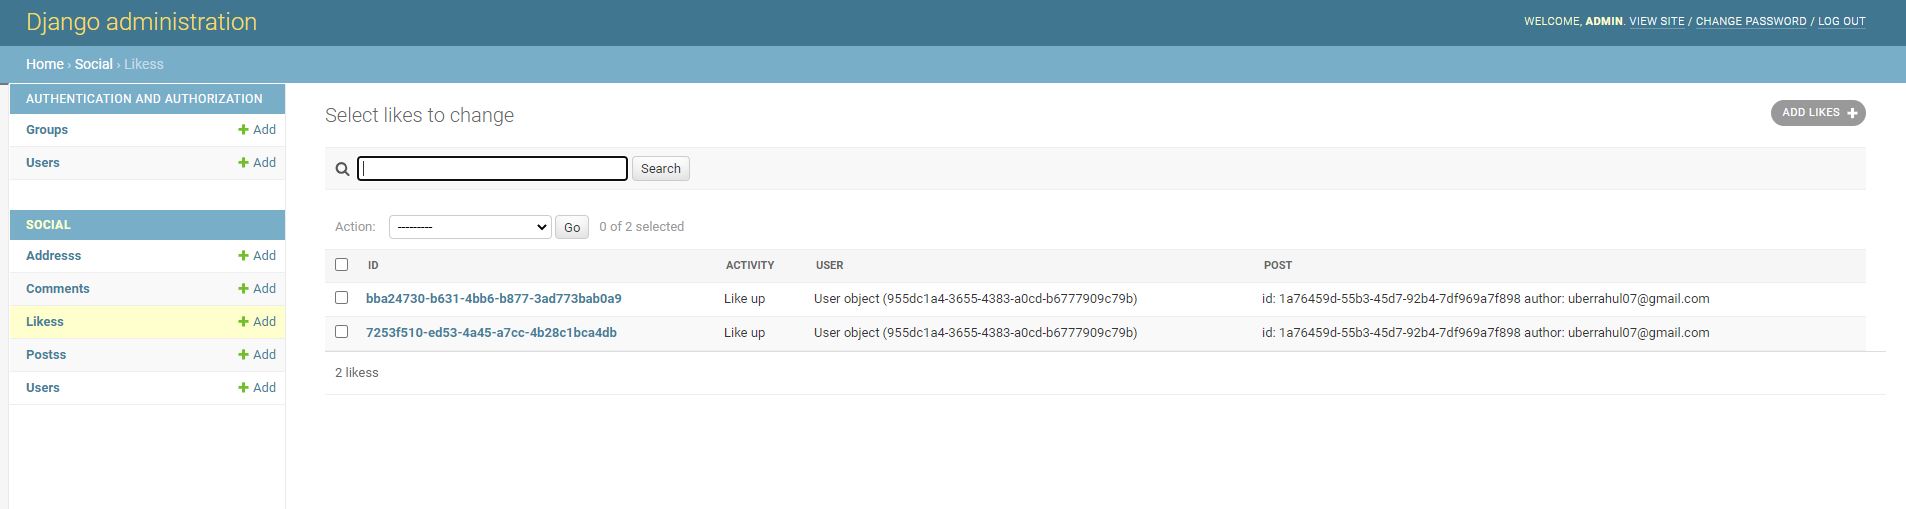 Django administration
WELCOME, ADMIN. VIEW SITE / CHANGE PASSWORD / LOG OUT
Home › Social › Likess
AUTHENTICATION AND AUTHORIZATION
Groups + Add
Users + Add
SOCIAL
Addresss + Add
Comments + Add
Likess + Add
Postss + Add
Users + Add
Select likes to change
ADD LIKES +
Search
Action: --------- Go 0 of 2 selected
ID ACTIVITY USER POST
bba24730-b631-4bb6-b877-3ad773bab0a9 Like up User object (955dc1a4-3655-4383-a0cd-b6777909c79b) id: 1a76459d-55b3-45d7-92b4-7df969a7f898 author: uberrahul07@gmail.com
7253f510-ed53-4a45-a7cc-4b28c1bca4db Like up User object (955dc1a4-3655-4383-a0cd-b6777909c79b) id: 1a76459d-55b3-45d7-92b4-7df969a7f898 author: uberrahul07@gmail.com
2 likess